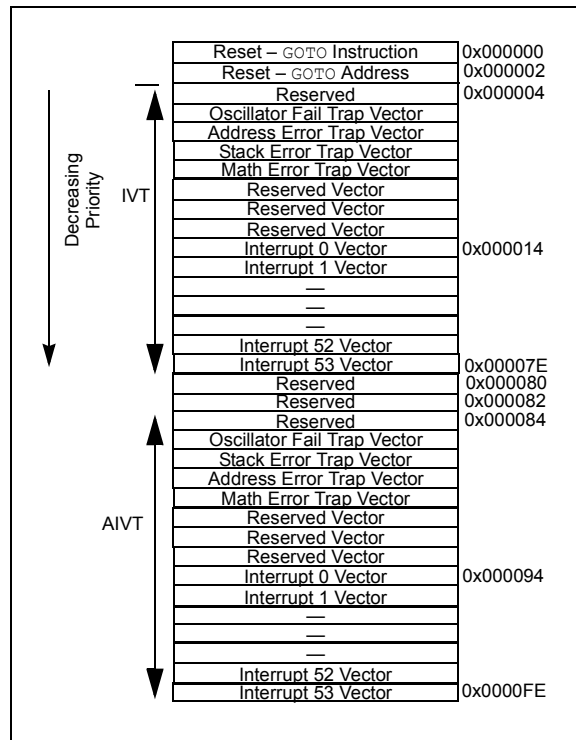 Reset – GOTO Instruction 0x000000
Reset – GOTO Address 0x000002
Reserved 0x000004
Oscillator Fail Trap Vector
Address Error Trap Vector
Stack Error Trap Vector
Math Error Trap Vector
Reserved Vector
Reserved Vector
Reserved Vector
Interrupt 0 Vector 0x000014
Interrupt 1 Vector
—
—
—
Interrupt 52 Vector
Interrupt 53 Vector 0x00007E
Decreasing
Priority
IVT
Reserved 0x000080
Reserved 0x000082
Reserved 0x000084
Oscillator Fail Trap Vector
Stack Error Trap Vector
Address Error Trap Vector
Math Error Trap Vector
Reserved Vector
Reserved Vector
Reserved Vector
Interrupt 0 Vector 0x000094
Interrupt 1 Vector
—
—
—
Interrupt 52 Vector
Interrupt 53 Vector 0x0000FE
AIVT